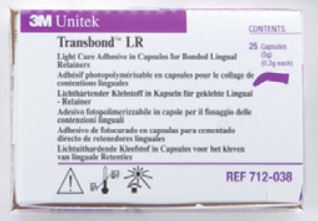 3M Unitek
Transbond™ LR
Light Cure Adhesive in Capsules for Bonded Lingual
Retainers
Adhésif photopolymérisable en capsules pour le collage de
contentions linguales
Lichthärtender Klebstoff in Kapseln für geklebte Lingual
- Retainer
Adesivo fotopolimerizzabile in capsule per il fissaggio delle
contenzioni linguali
Adhesivo de fotocurado en capsulas para cementado
directo de retenedores linguales
Lichtuithardende Kleefstof in Capsules voor het kleven
van linguale Retenties
CONTENTS
25 Capsules
(5g)
(0.2g each)
REF 712-038